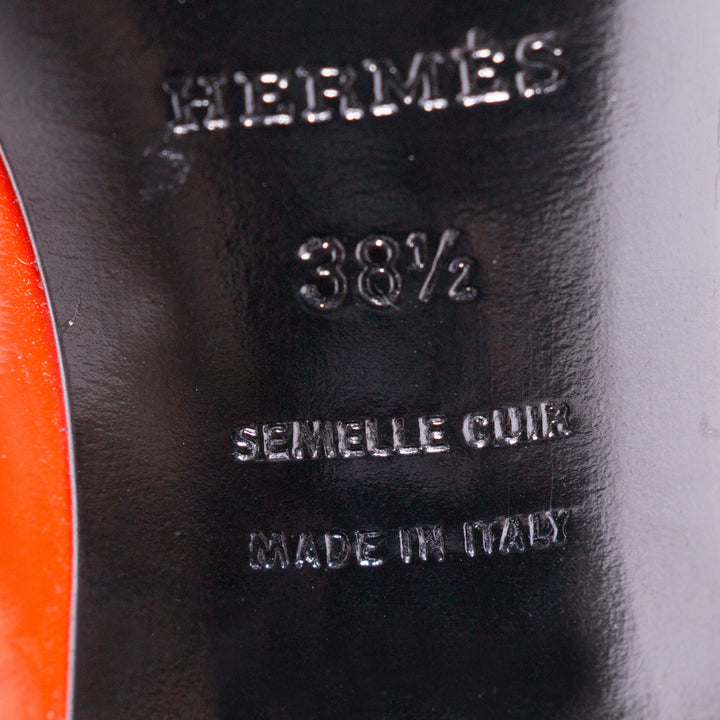 HERMÈS
38½
SEMELLE CUIR
MADE IN ITALY